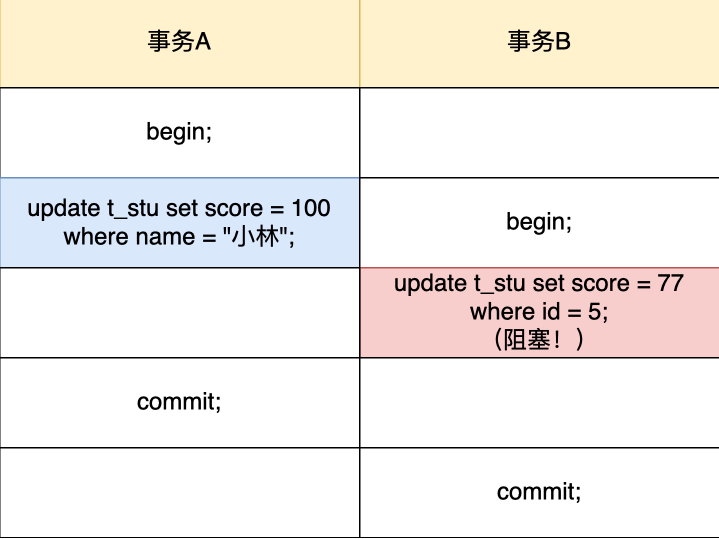 事务A
事务B
begin;
update t_stu set score = 100
where name = "小林";
begin;
update t_stu set score = 77
where id = 5;
（阻塞！）
commit;
commit;